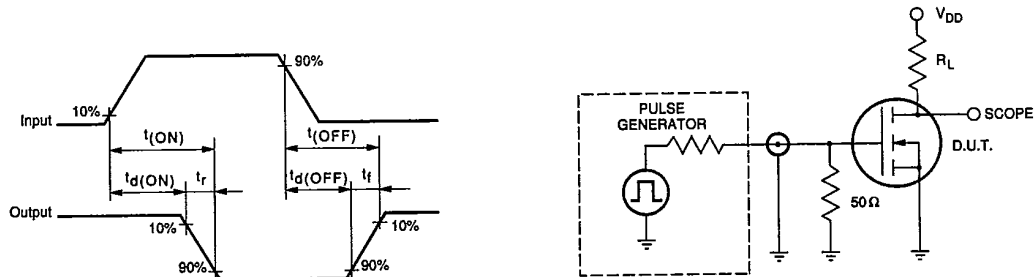 90%
10%
Input
t(ON)
t(OFF)
td(ON)
tr
td(OFF)
tf
Output
10%
10%
90%
90%
VDD
RL
PULSE
GENERATOR
SCOPE
D.U.T.
50Ω